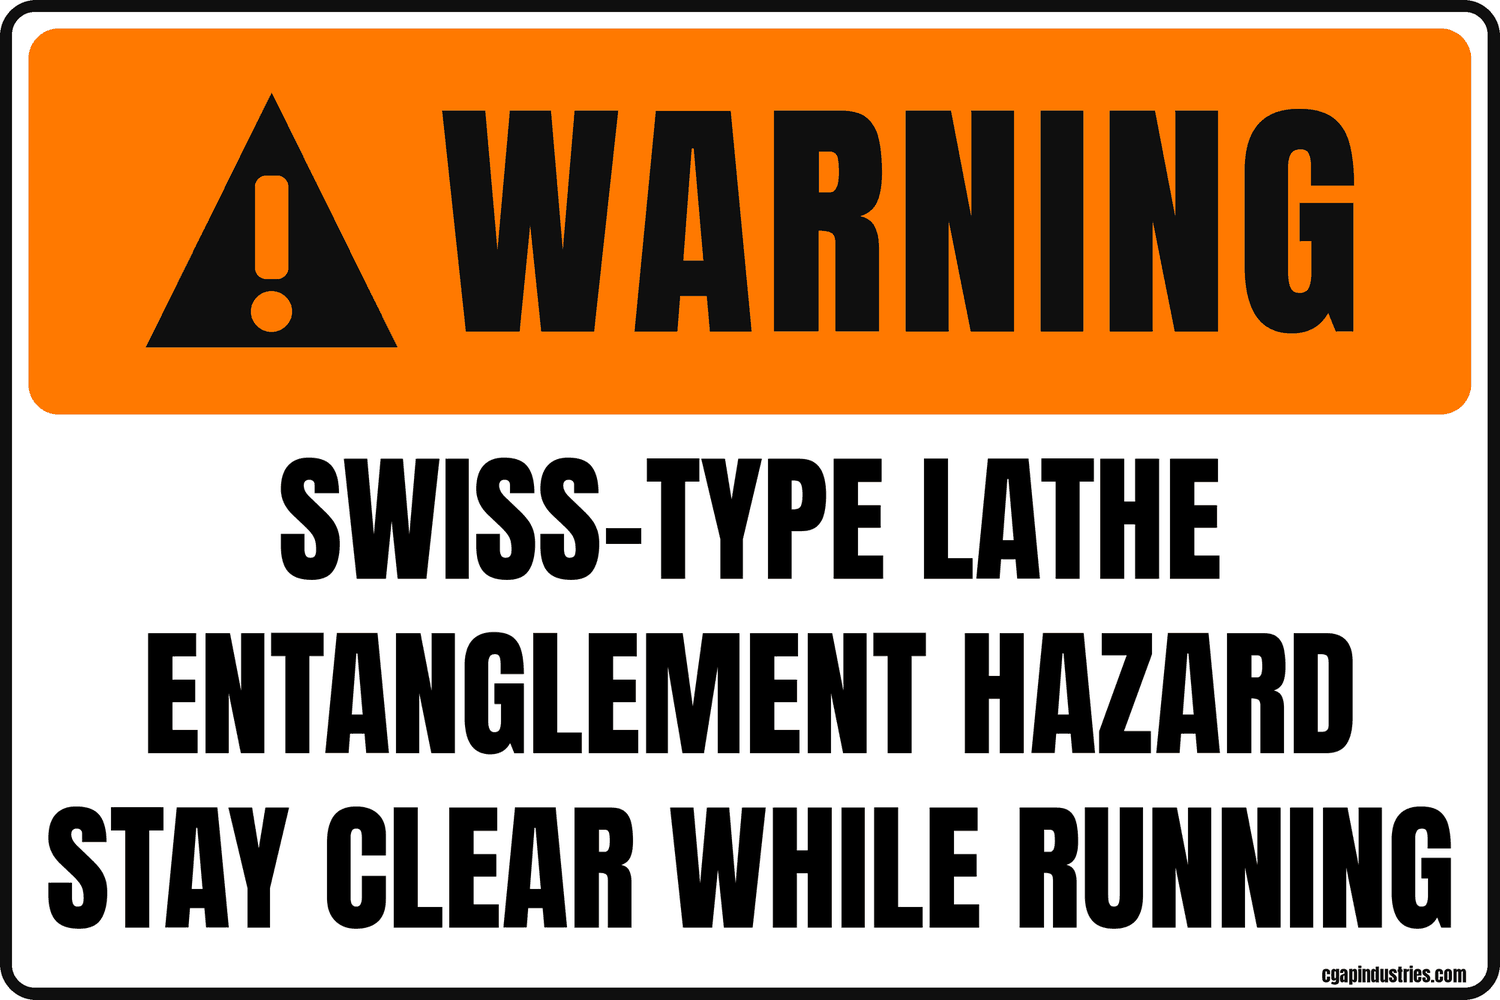 WARNING
SWISS-TYPE LATHE
ENTANGLEMENT HAZARD
STAY CLEAR WHILE RUNNING
cgapindustries.com